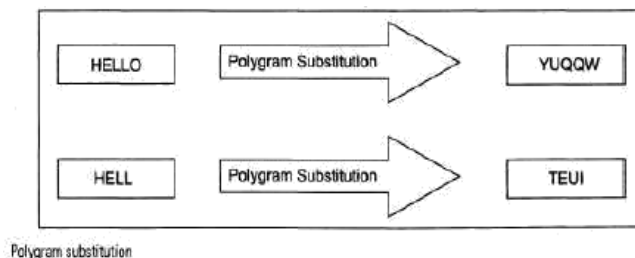 HELLO Polygram Substitution YUQQW
HELL Polygram Substitution TEUI
Polygram substitution